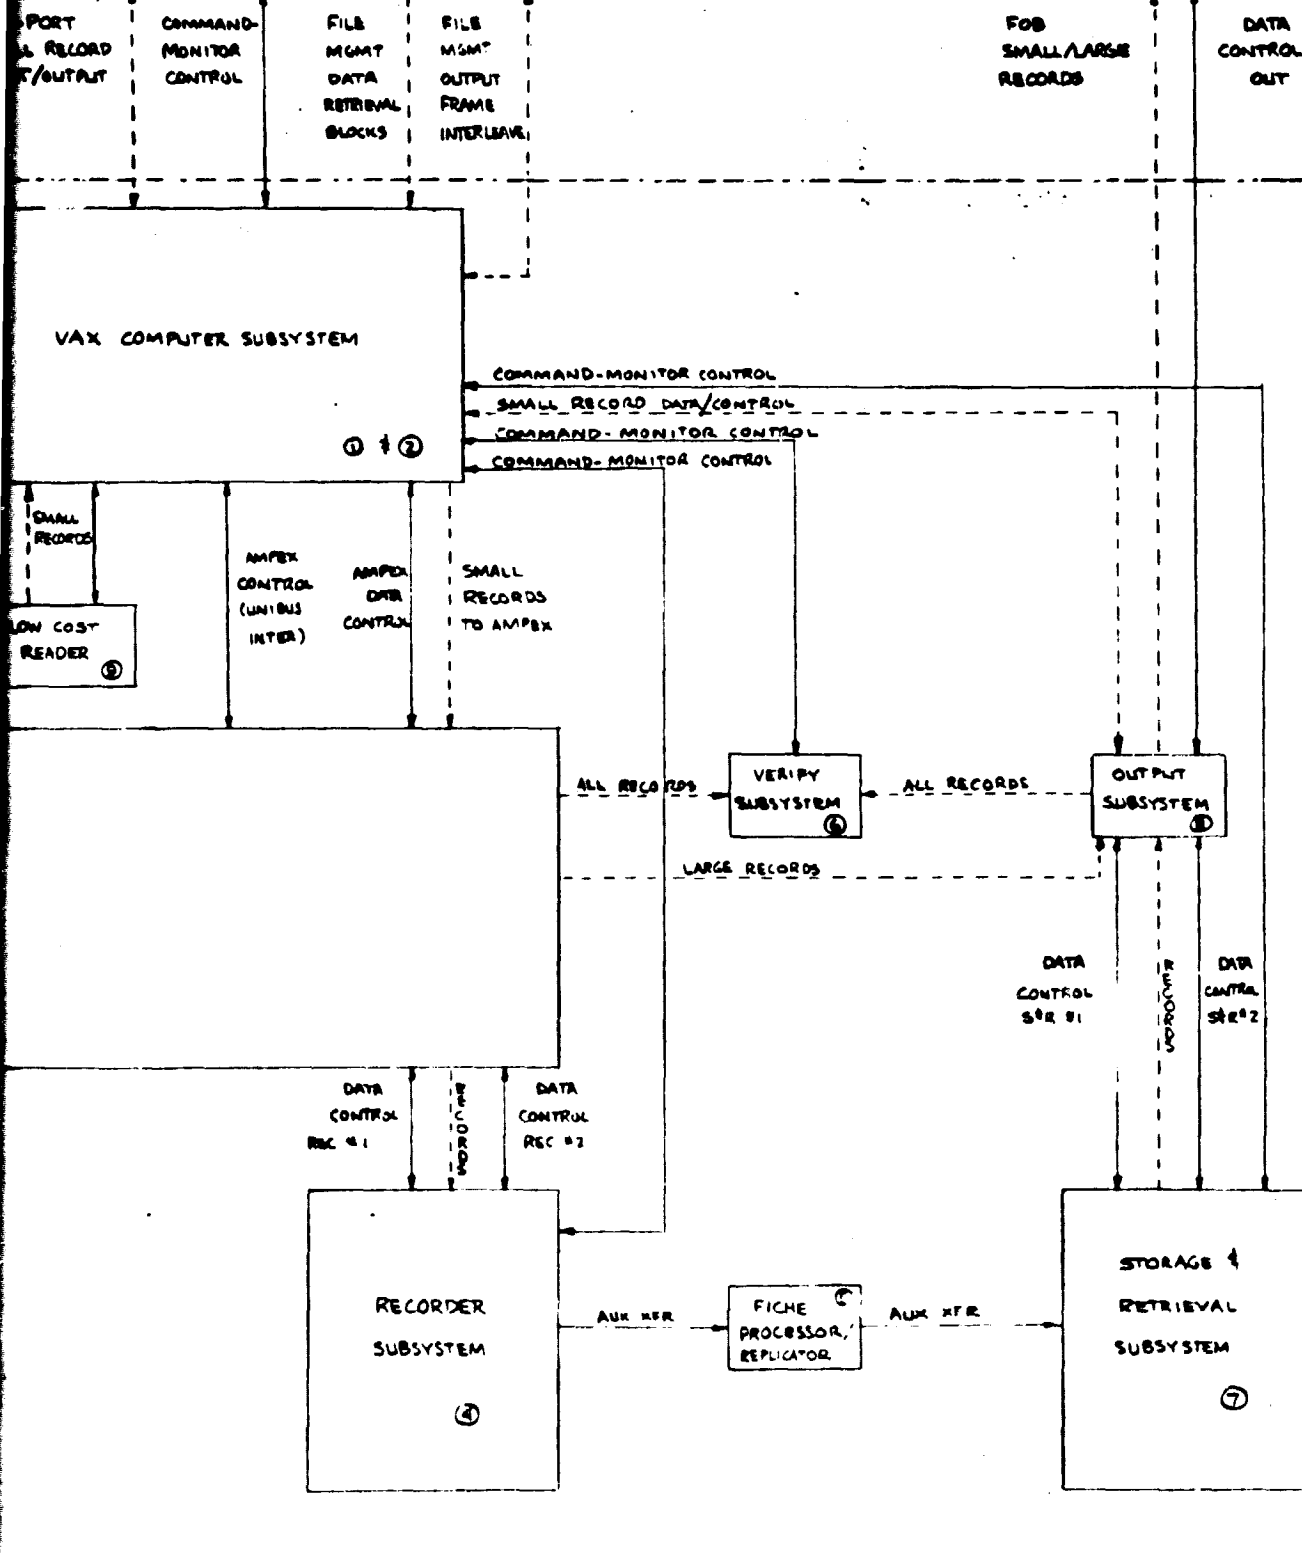 PORT
L RECORD
T/OUTPUT
COMMAND-
MONITOR
CONTROL
FILE
MGMT
DATA
RETRIEVAL
BLOCKS
FILE
MGMT
OUTPUT
FRAME
INTERLEAVE
FOB
SMALL/LARGE
RECORDS
DATA
CONTROL
OUT
VAX COMPUTER SUBSYSTEM
① & ②
COMMAND-MONITOR CONTROL
SMALL RECORD DATA/CONTROL
COMMAND-MONITOR CONTROL
COMMAND-MONITOR CONTROL
SMALL
RECORDS
LOW COST
READER
⑨
AMPEX
CONTROL
(UNIBUS
INTER)
AMPEX
DATA
CONTROL
SMALL
RECORDS
TO AMPEX
ALL RECORDS
VERIFY
SUBSYSTEM
⑥
ALL RECORDS
OUTPUT
SUBSYSTEM
⑧
LARGE RECORDS
DATA
CONTROL
S&R #1
RECORDS
DATA
CONTROL
S&R #2
DATA
CONTROL
REC #1
RECORDS
DATA
CONTROL
REC #2
RECORDER
SUBSYSTEM
④
AUX XFR
FICHE
PROCESSOR/
REPLICATOR
AUX XFR
STORAGE &
RETRIEVAL
SUBSYSTEM
⑦